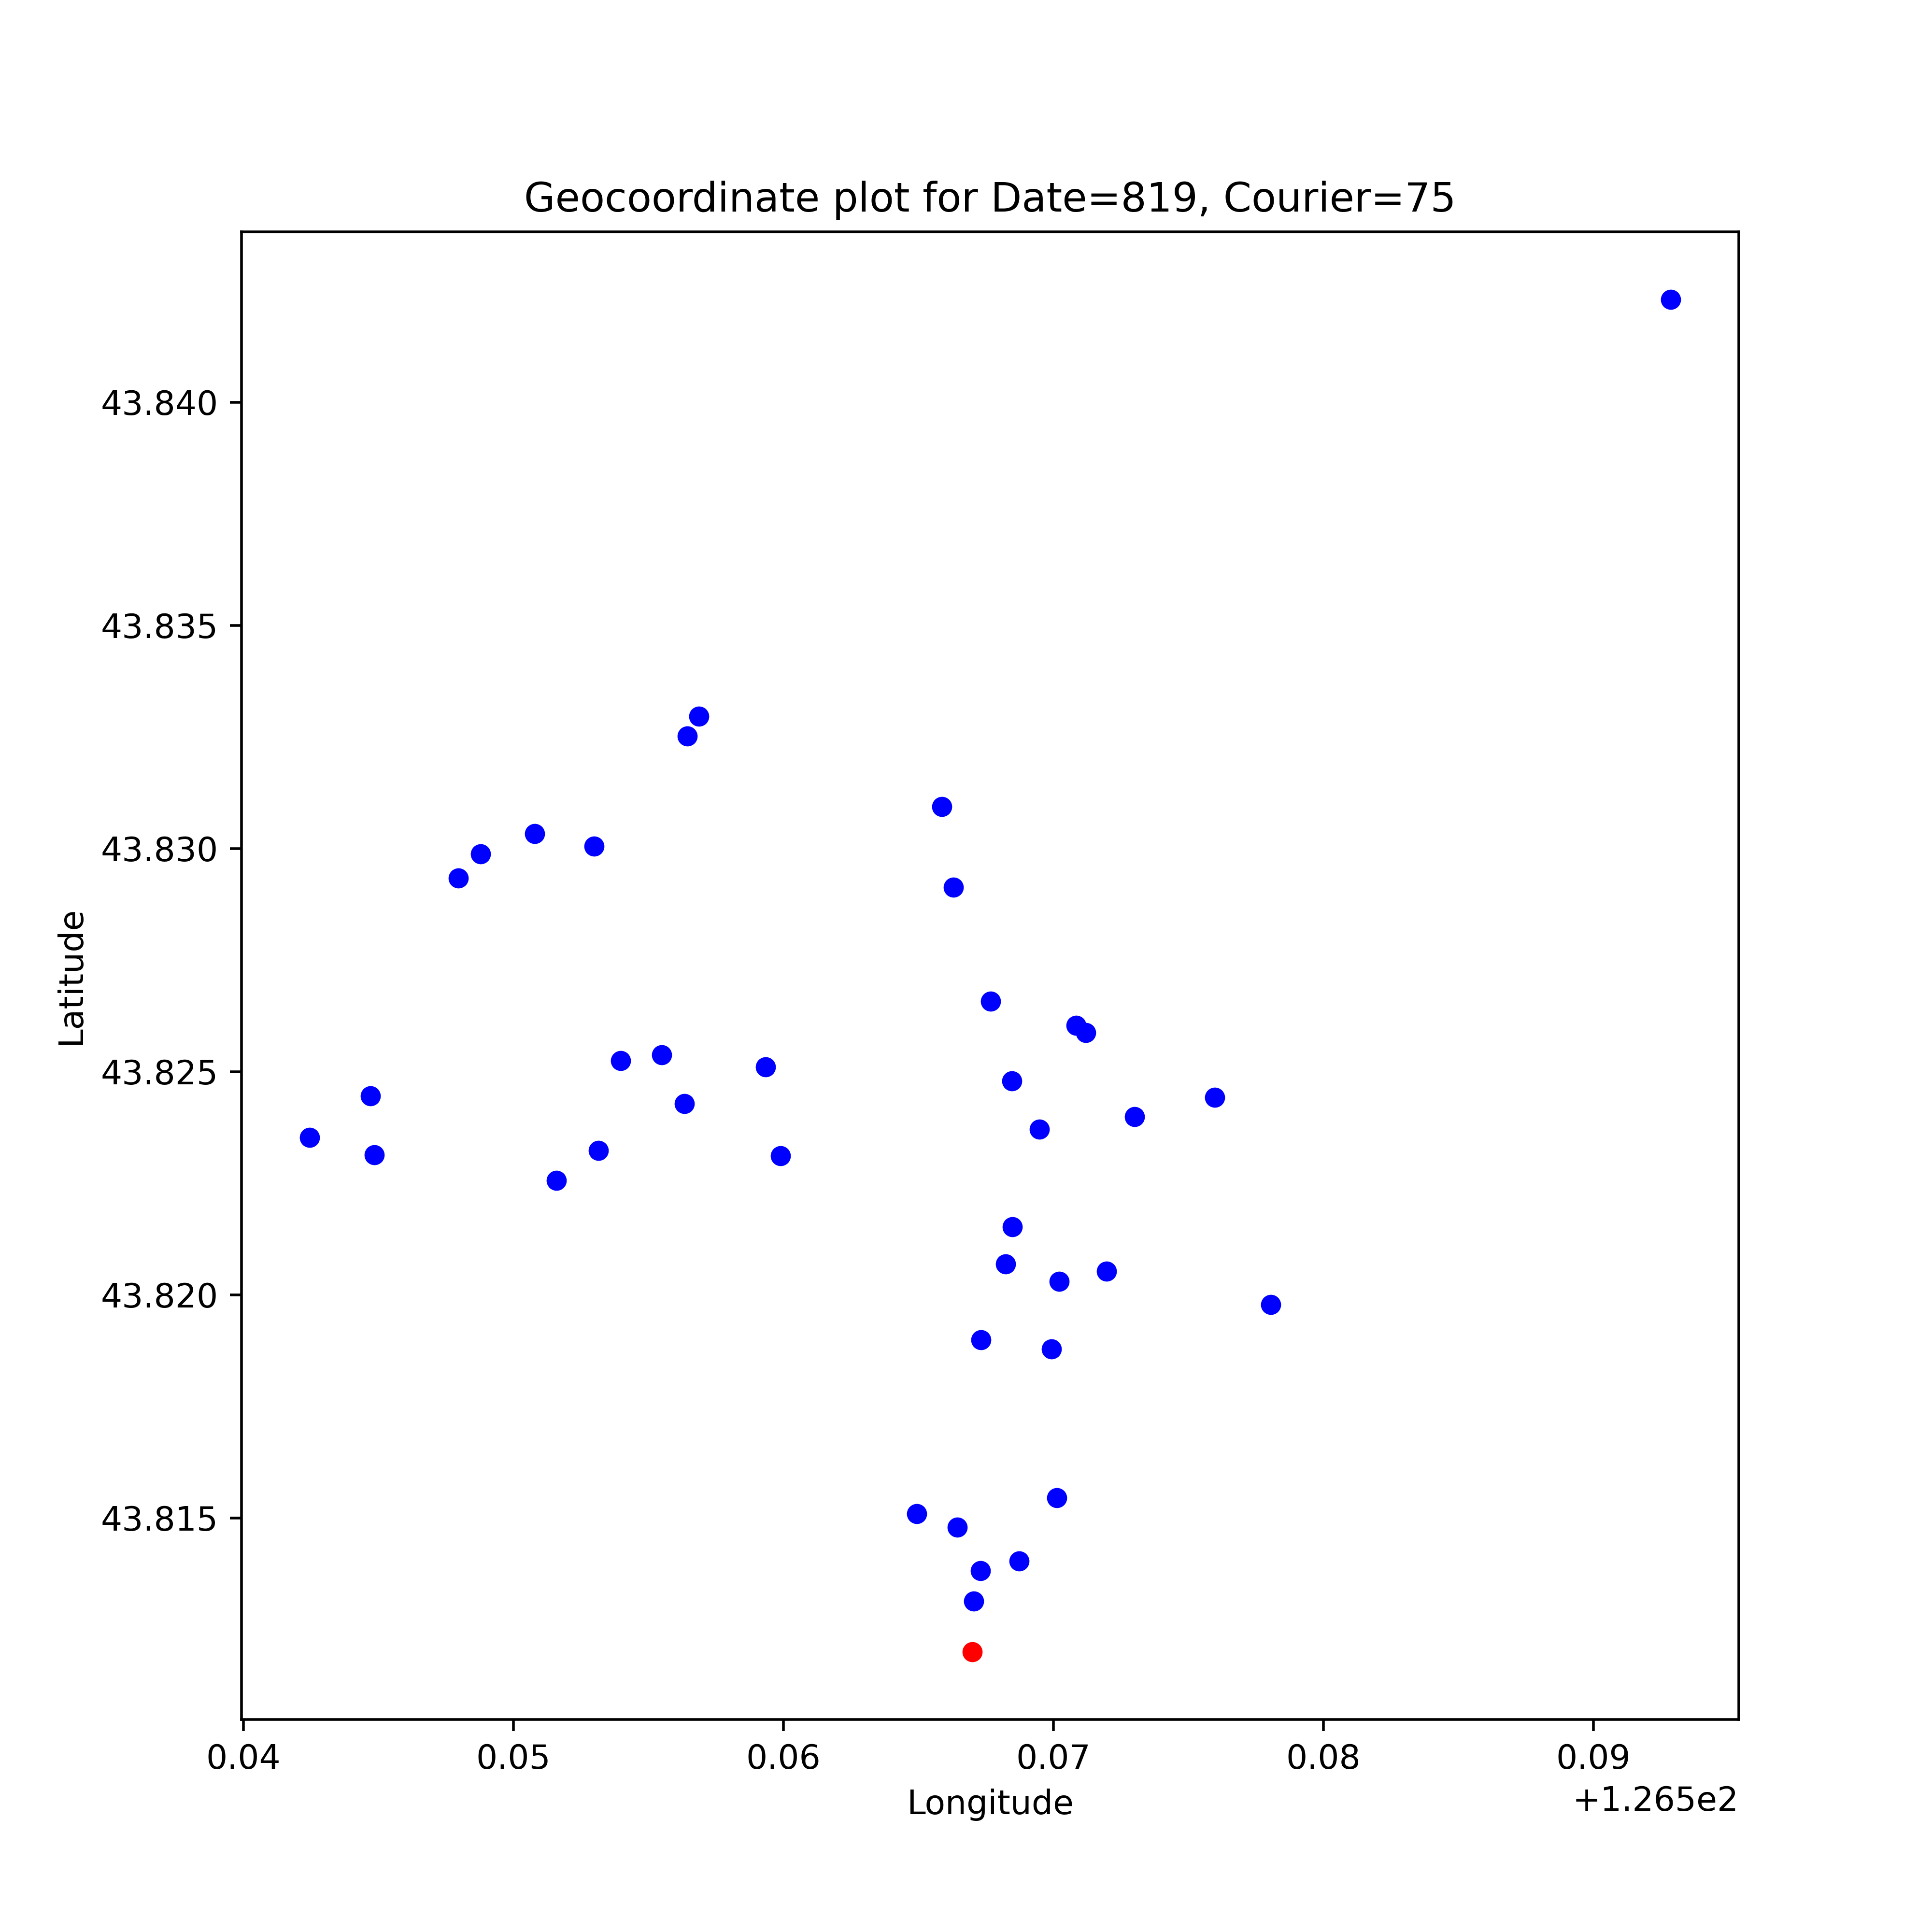 Geocoordinate plot for Date=819, Courier=75
43.840
43.835
43.830
43.825
43.820
43.815
Latitude
0.04 0.05 0.06 0.07 0.08 0.09
+1.265e2
Longitude